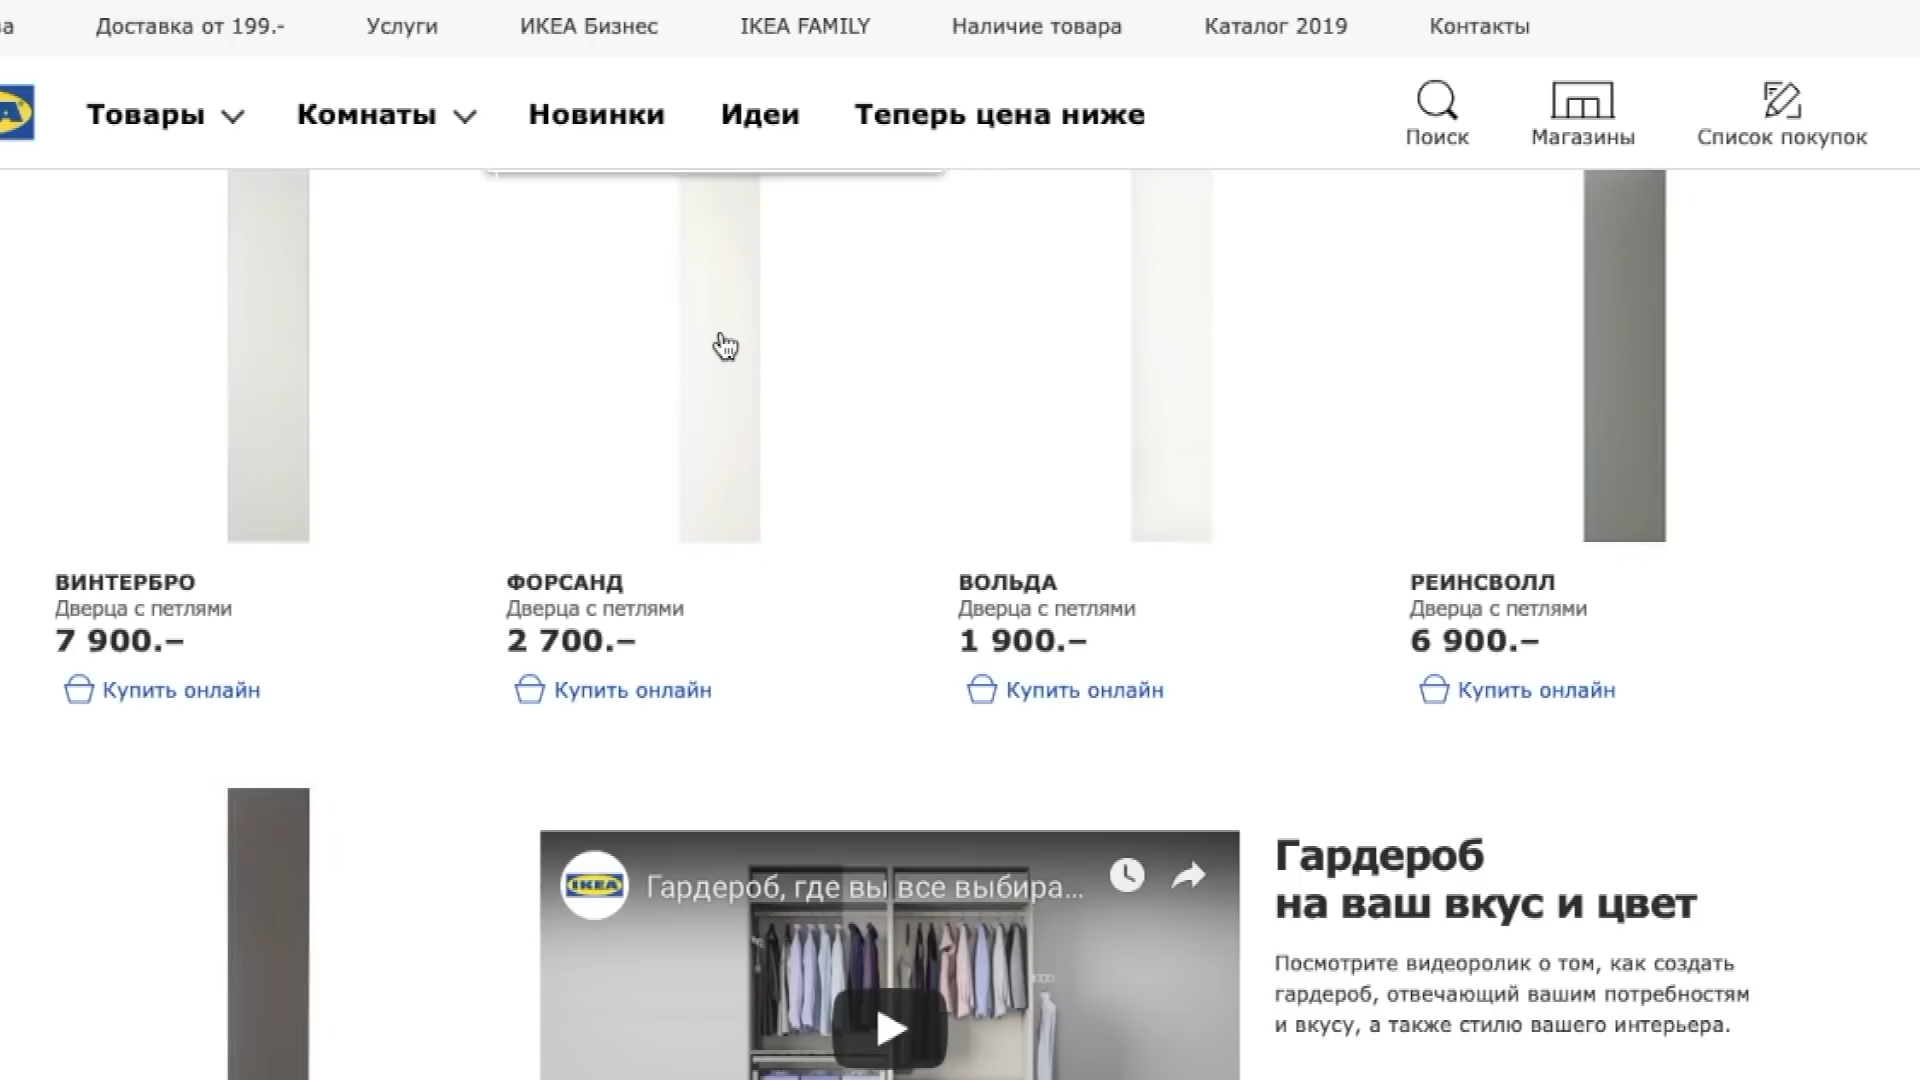 Доставка от 199.- Услуги ИКЕА Бизнес IKEA FAMILY Наличие товара Каталог 2019 Контакты
Товары Комнаты Новинки Идеи Теперь цена ниже
Поиск Магазины Список покупок
ВИНТЕРБРО
Дверца с петлями
7 900.–
Купить онлайн
ФОРСАНД
Дверца с петлями
2 700.–
Купить онлайн
ВОЛЬДА
Дверца с петлями
1 900.–
Купить онлайн
РЕИНСВОЛЛ
Дверца с петлями
6 900.–
Купить онлайн
IKEA
Гардероб, где вы все выбира...
Гардероб
на ваш вкус и цвет
Посмотрите видеоролик о том, как создать
гардероб, отвечающий вашим потребностям
и вкусу, а также стилю вашего интерьера.